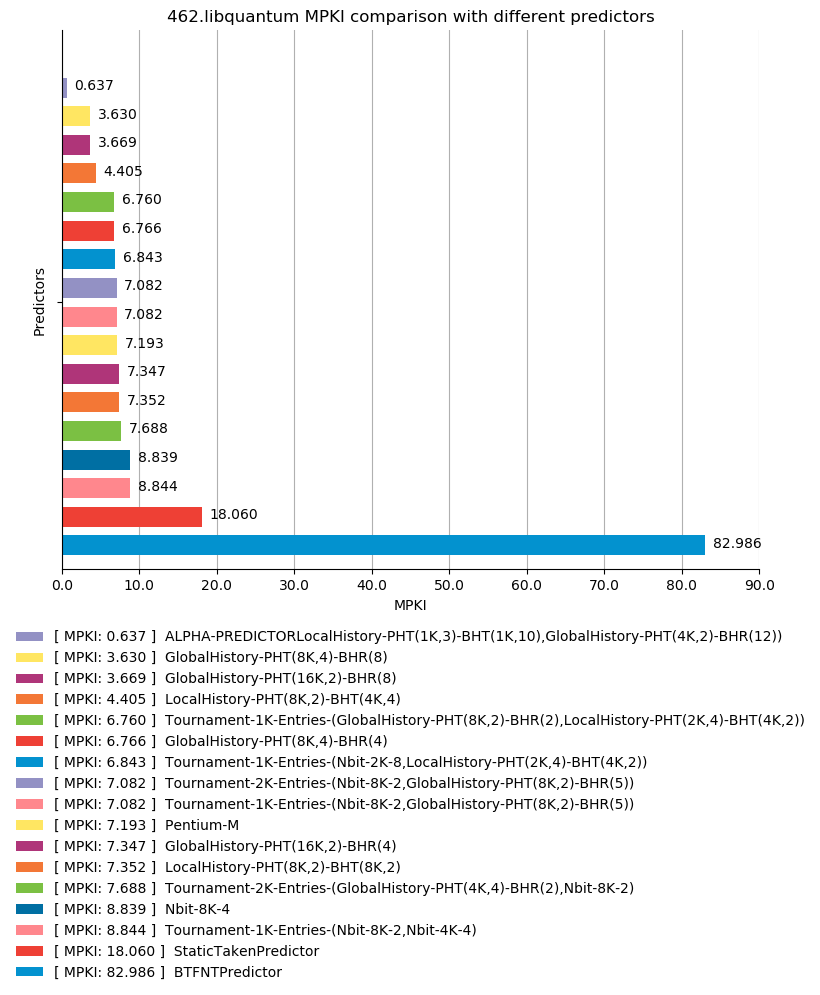 462.libquantum MPKI comparison with different predictors
0.637
3.630
3.669
4.405
6.760
6.766
6.843
7.082
7.082
7.193
7.347
7.352
7.688
8.839
8.844
18.060
82.986
Predictors
0.0 10.0 20.0 30.0 40.0 50.0 60.0 70.0 80.0 90.0
MPKI
[ MPKI: 0.637 ] ALPHA-PREDICTORLocalHistory-PHT(1K,3)-BHT(1K,10),GlobalHistory-PHT(4K,2)-BHR(12))
[ MPKI: 3.630 ] GlobalHistory-PHT(8K,4)-BHR(8)
[ MPKI: 3.669 ] GlobalHistory-PHT(16K,2)-BHR(8)
[ MPKI: 4.405 ] LocalHistory-PHT(8K,2)-BHT(4K,4)
[ MPKI: 6.760 ] Tournament-1K-Entries-(GlobalHistory-PHT(8K,2)-BHR(2),LocalHistory-PHT(2K,4)-BHT(4K,2))
[ MPKI: 6.766 ] GlobalHistory-PHT(8K,4)-BHR(4)
[ MPKI: 6.843 ] Tournament-1K-Entries-(Nbit-2K-8,LocalHistory-PHT(2K,4)-BHT(4K,2))
[ MPKI: 7.082 ] Tournament-2K-Entries-(Nbit-8K-2,GlobalHistory-PHT(8K,2)-BHR(5))
[ MPKI: 7.082 ] Tournament-1K-Entries-(Nbit-8K-2,GlobalHistory-PHT(8K,2)-BHR(5))
[ MPKI: 7.193 ] Pentium-M
[ MPKI: 7.347 ] GlobalHistory-PHT(16K,2)-BHR(4)
[ MPKI: 7.352 ] LocalHistory-PHT(8K,2)-BHT(8K,2)
[ MPKI: 7.688 ] Tournament-2K-Entries-(GlobalHistory-PHT(4K,4)-BHR(2),Nbit-8K-2)
[ MPKI: 8.839 ] Nbit-8K-4
[ MPKI: 8.844 ] Tournament-1K-Entries-(Nbit-8K-2,Nbit-4K-4)
[ MPKI: 18.060 ] StaticTakenPredictor
[ MPKI: 82.986 ] BTFNTPredictor